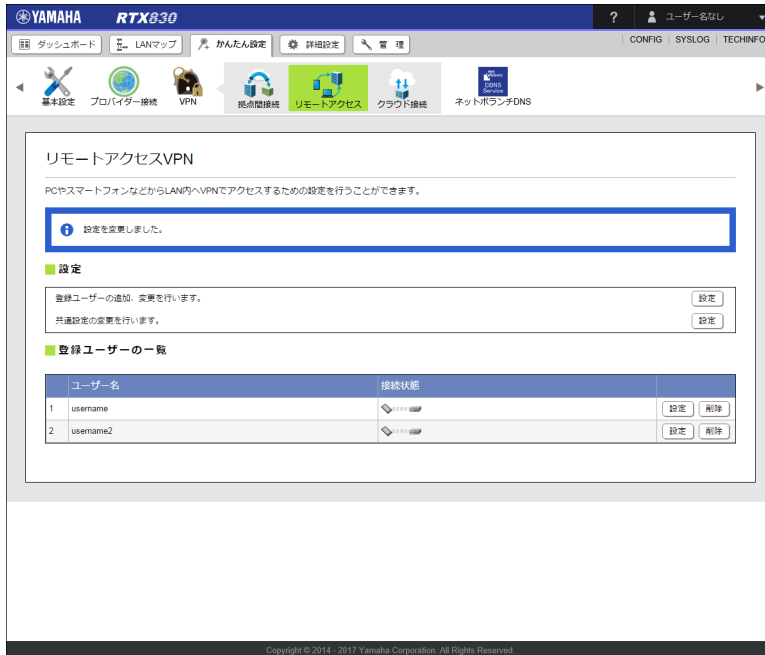 YAMAHA RTX830 ? ユーザー名なし
ダッシュボード LANマップ かんたん設定 詳細設定 管 理 CONFIG SYSLOG TECHINFO
基本設定 プロバイダー接続 VPN 拠点間接続 リモートアクセス クラウド接続 CDNS Service ネットボランチDNS
リモートアクセスVPN
PCやスマートフォンなどからLAN内へVPNでアクセスするための設定を行うことができます。
設定を変更しました。
設定
登録ユーザーの追加、変更を行います。 設定
共通設定の変更を行います。 設定
登録ユーザーの一覧
ユーザー名 接続状態
1 username 設定 削除
2 username2 設定 削除
Copyright © 2014 - 2017 Yamaha Corporation. All Rights Reserved.